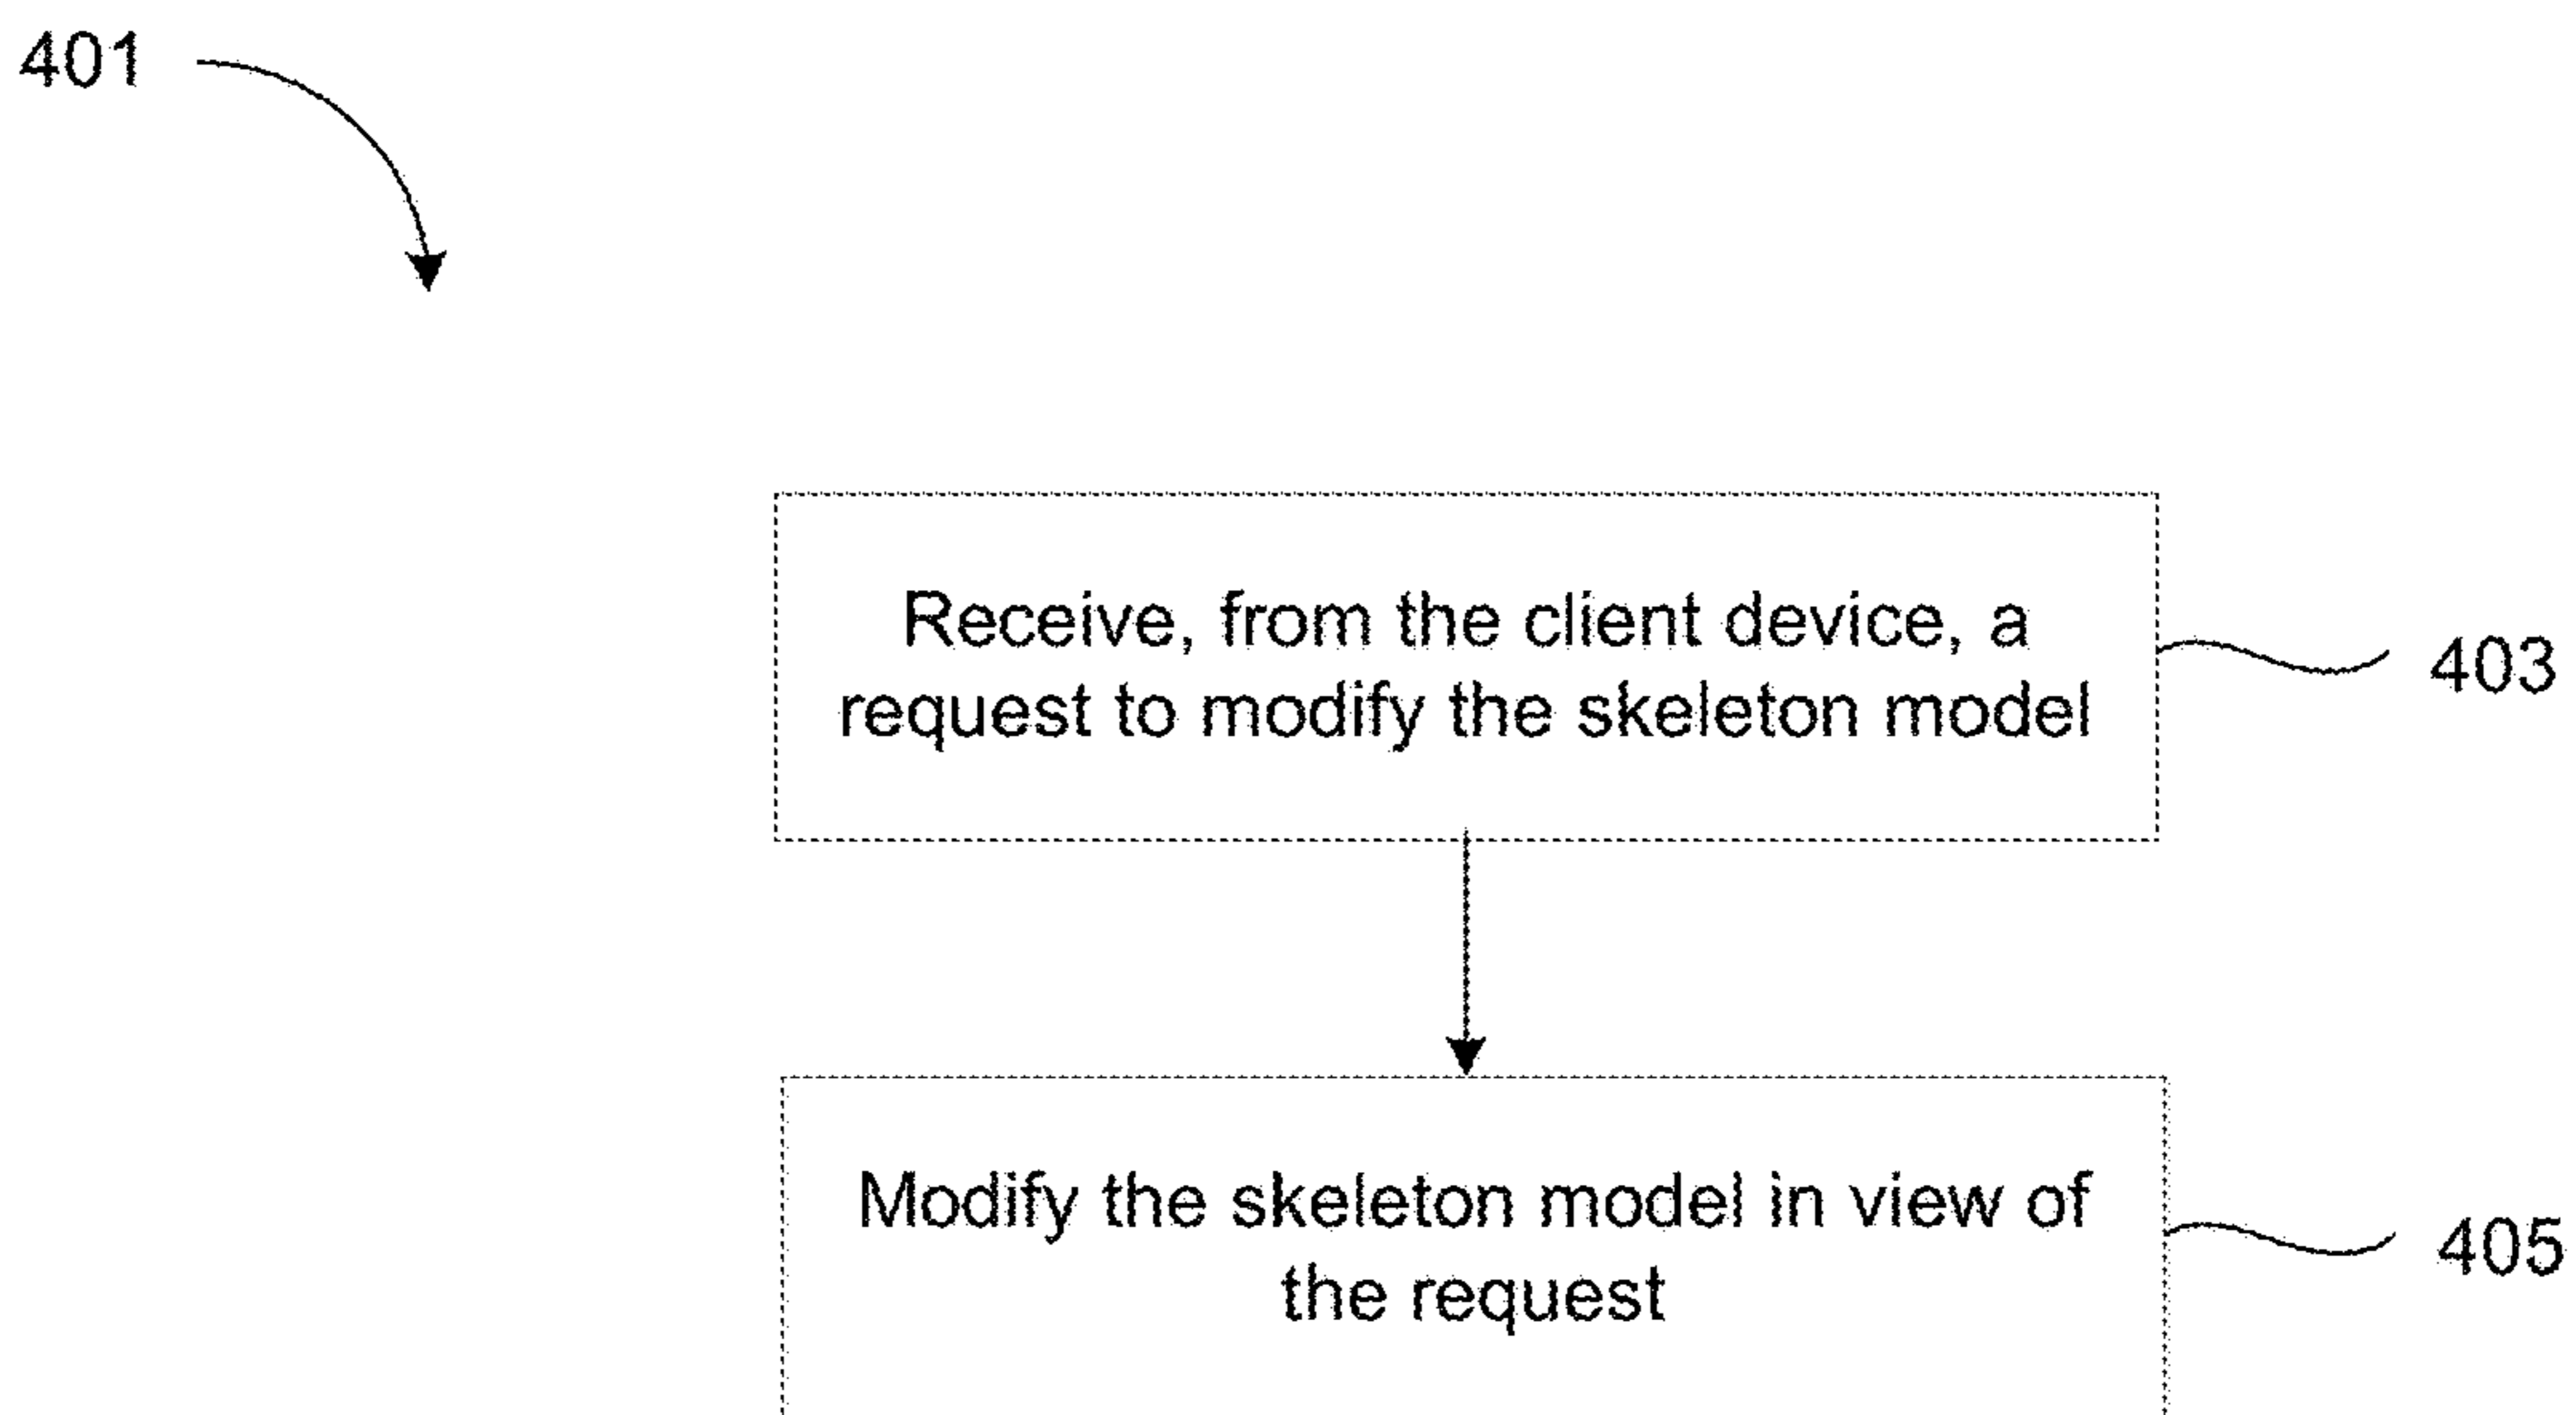 401
Receive, from the client device, a
request to modify the skeleton model
403
Modify the skeleton model in view of
the request
405